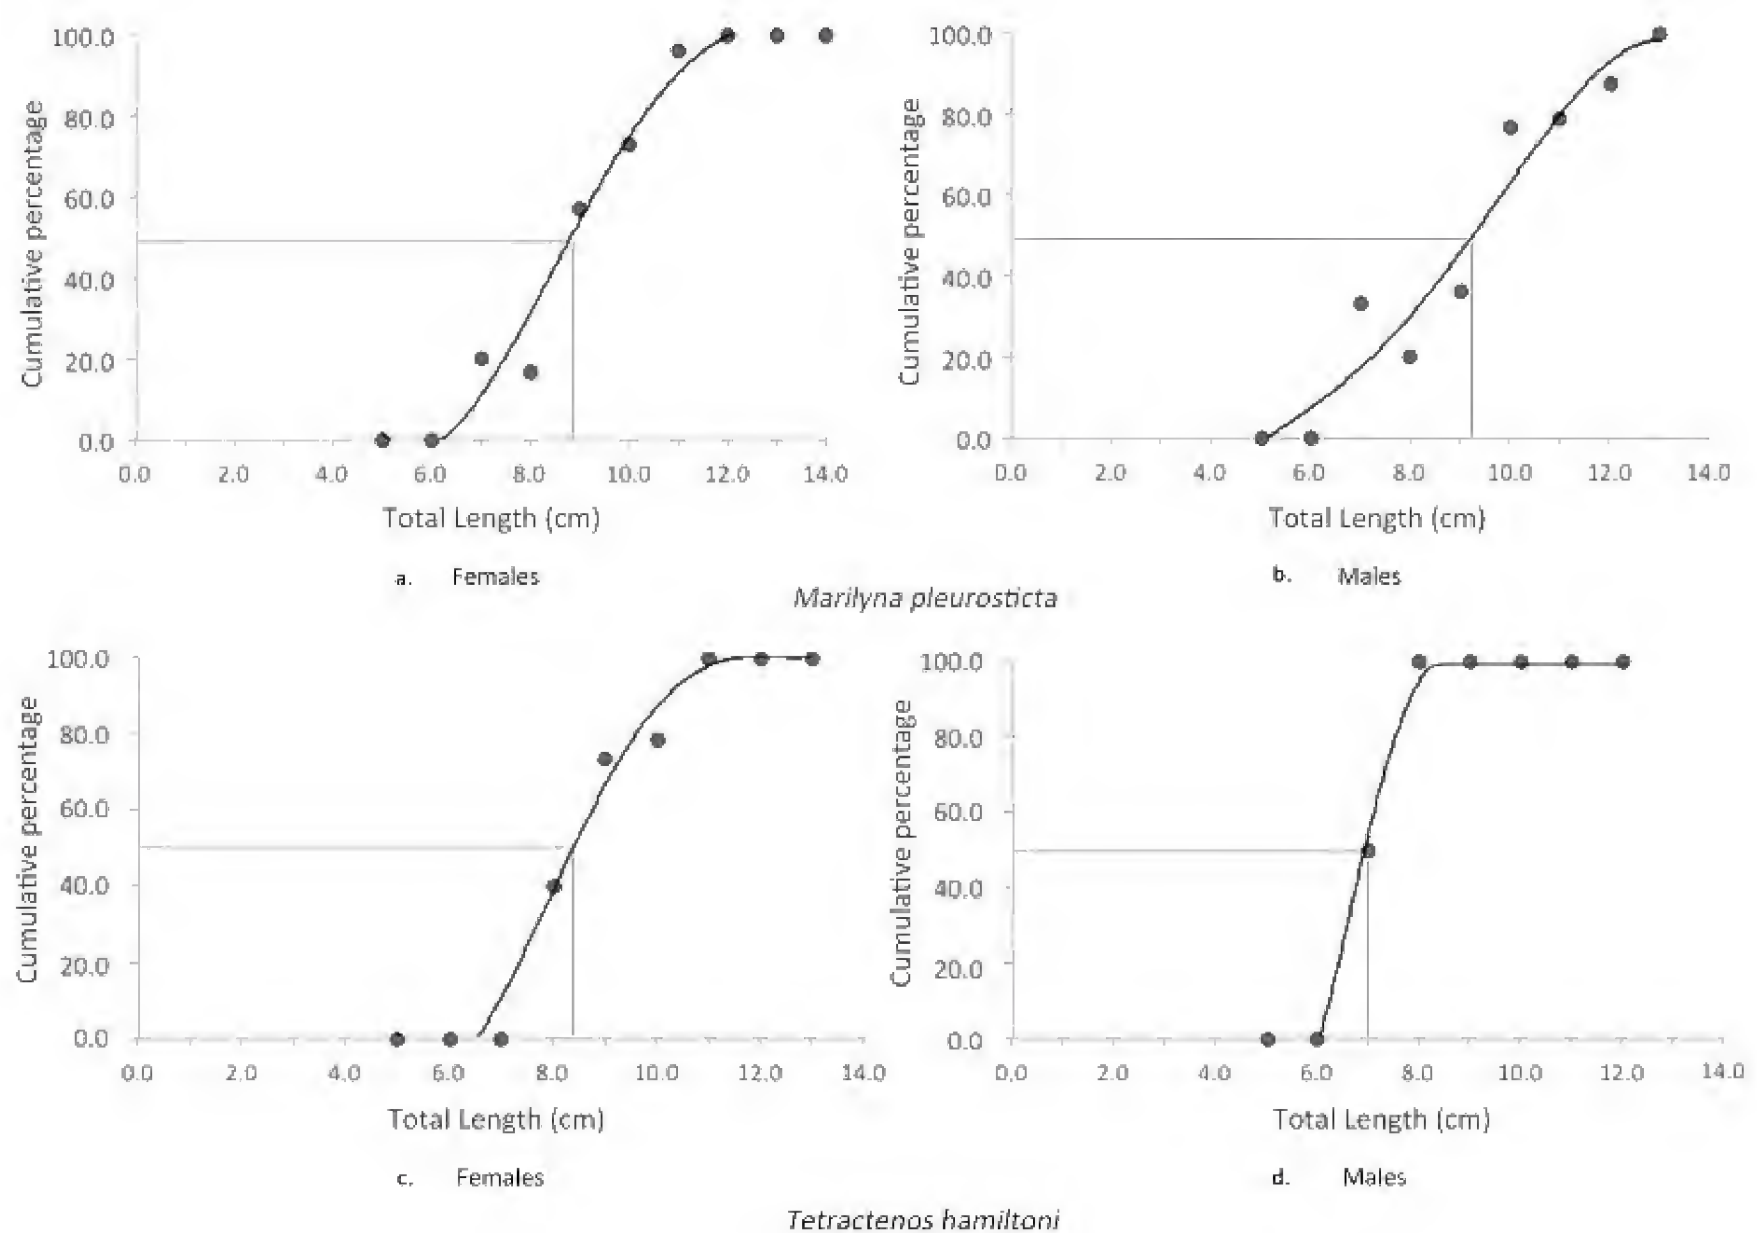 100.0
80.0
60.0
40.0
20.0
0.0
Cumulative percentage
0.0 2.0 4.0 6.0 8.0 10.0 12.0 14.0
Total Length (cm)
a. Females
100.0
80.0
60.0
40.0
20.0
0.0
Cumulative percentage
0.0 2.0 4.0 6.0 8.0 10.0 12.0 14.0
Total Length (cm)
b. Males
Marilyna pleurosticta
100.0
80.0
60.0
40.0
20.0
0.0
Cumulative percentage
0.0 2.0 4.0 6.0 8.0 10.0 12.0 14.0
Total Length (cm)
c. Females
100.0
80.0
60.0
40.0
20.0
0.0
Cumulative percentage
0.0 2.0 4.0 6.0 8.0 10.0 12.0 14.0
Total Length (cm)
d. Males
Tetractenos hamiltoni